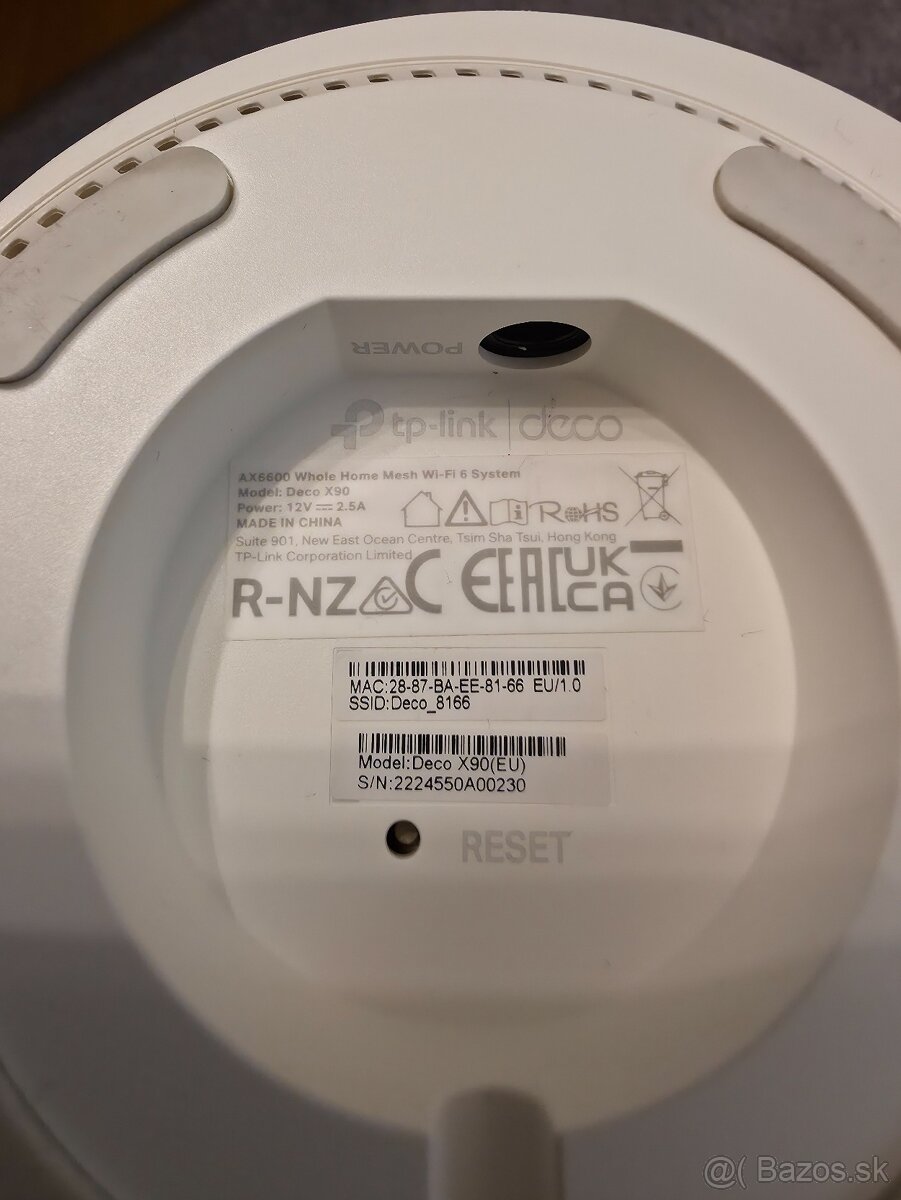 POWER
tp-link | deco
AX6600 Whole Home Mesh Wi-Fi 6 System
Model: Deco X90
Power: 12V ⎓ 2.5A
MADE IN CHINA
RoHS
Suite 901, New East Ocean Centre, Tsim Sha Tsui, Hong Kong
TP-Link Corporation Limited
R-NZ CE EAC UK CA
MAC:28-87-BA-EE-81-66 EU/1.0
SSID:Deco_8166
Model:Deco X90(EU)
S/N:2224550A00230
RESET
@( Bazos.sk